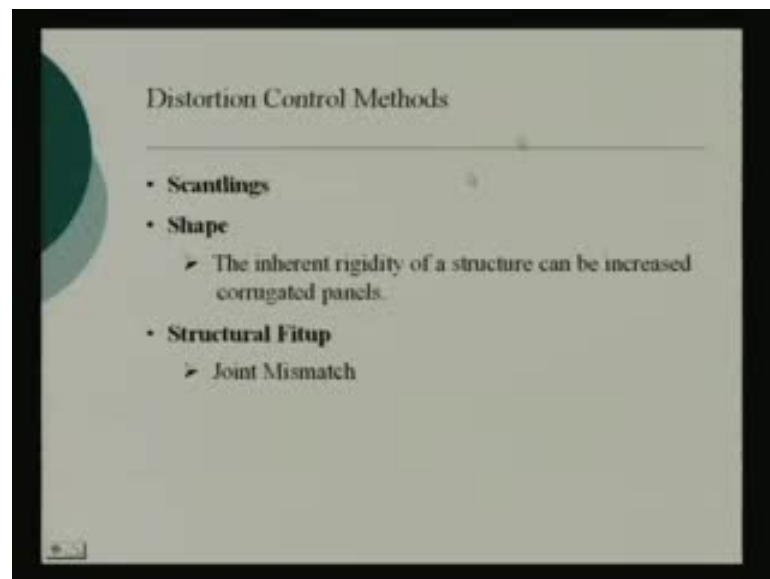 Distortion Control Methods
• Scantlings
• Shape
➤ The inherent rigidity of a structure can be increased
corrugated panels.
• Structural Fitup
➤ Joint Mismatch